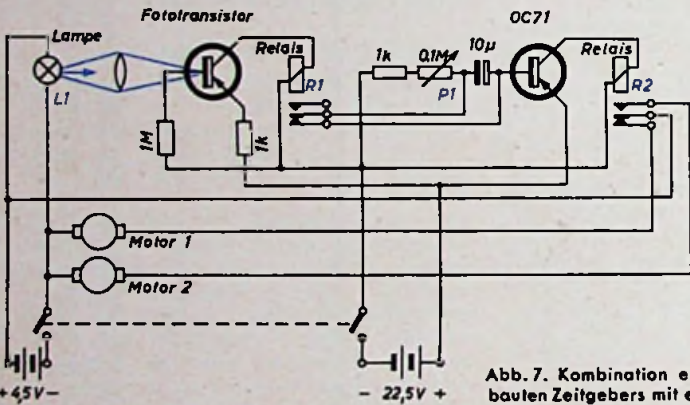 Fototransistor
OC71
Lampe
Relais
R1
L1
1M
1k
1k
0,1M
P1
10µ
Relais
R2
Motor 1
Motor 2
+ 4,5V −
− 22,5V +
Abb. 7. Kombination e
bauten Zeitgebers mit e